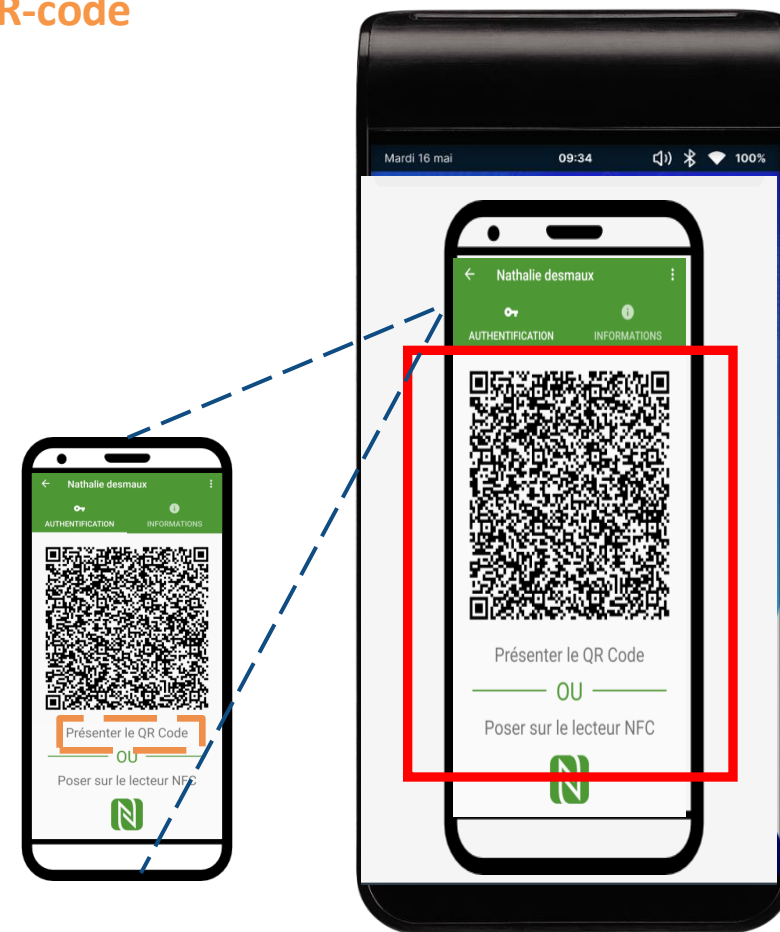 R-code
Mardi 16 mai 09:34 100%
Nathalie desmaux
AUTHENTIFICATION INFORMATIONS
Présenter le QR Code
OU
Poser sur le lecteur NFC
Nathalie desmaux
AUTHENTIFICATION INFORMATIONS
Présenter le QR Code
OU
Poser sur le lecteur NFC